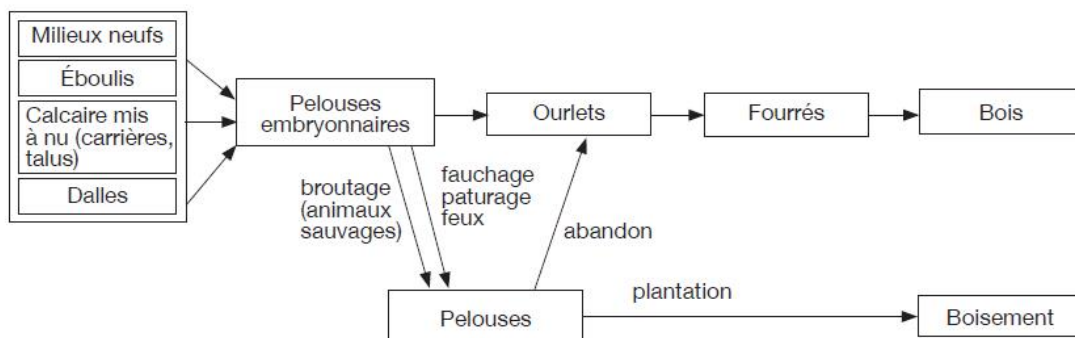 Milieux neufs
Éboulis
Calcaire mis
à nu (carrières,
talus)
Dalles
Pelouses
embryonnaires
Ourlets
Fourrés
Bois
broutage
(animaux
sauvages)
fauchage
paturage
feux
abandon
plantation
Pelouses
Boisement